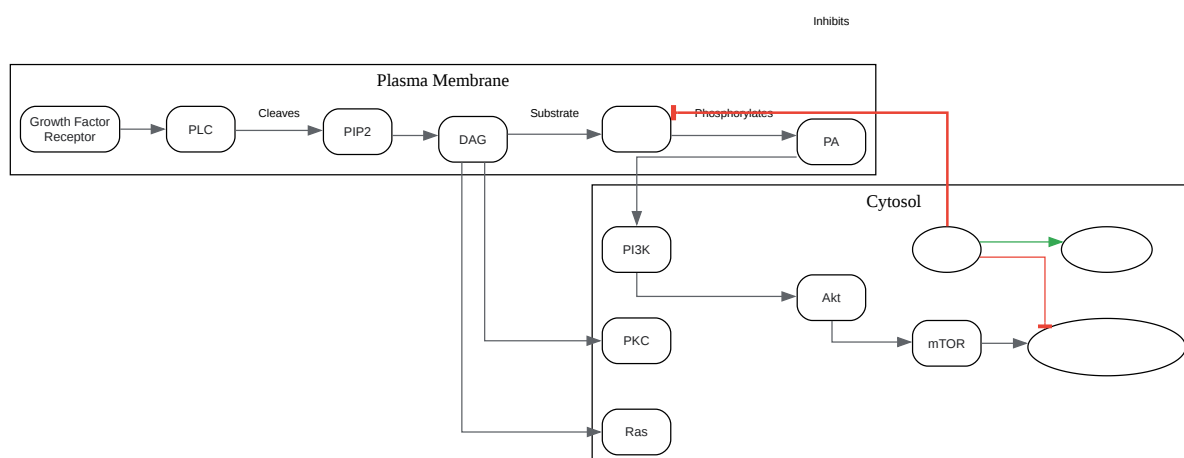 Inhibits
Plasma Membrane
Growth Factor
Receptor
PLC
Cleaves
PIP2
DAG
Substrate
Phosphorylates
PA
Cytosol
PI3K
Akt
PKC
mTOR
Ras